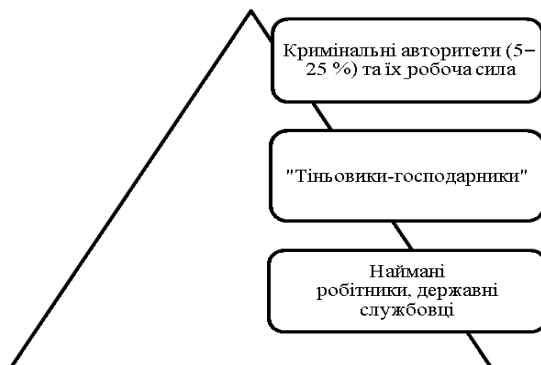 Кримінальні авторитети (5–
25 %) та їх робоча сила
"Тіньовики-господарники"
Наймані
робітники, державні
службовці